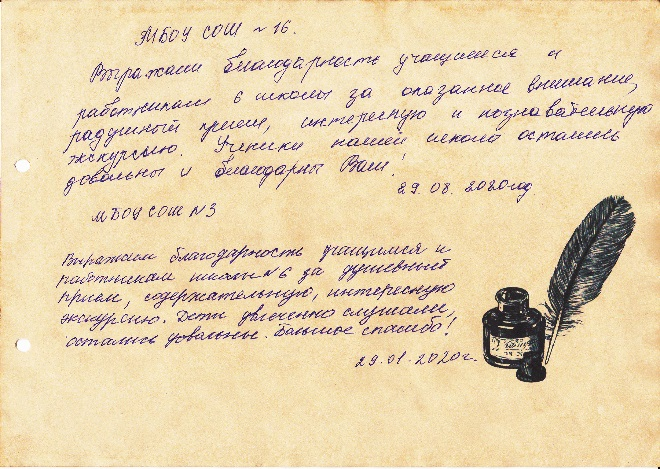 МБОУ СОШ № 16.
Выражаем благодарность учащимся и
работникам 6 школы за оказанное внимание,
радушный прием, интересную и познавательную
экскурсию. Ученики нашей школы остались
довольны и благодарны Вам!
29.08.2020год
МБОУ СОШ №3
Выражаем благодарность учащимся и
работникам школы №6 за душевный
прием, содержательную, интересную
экскурсию. Дети увлеченно слушали,
остались довольные. Большое спасибо!
29.01.2020г.